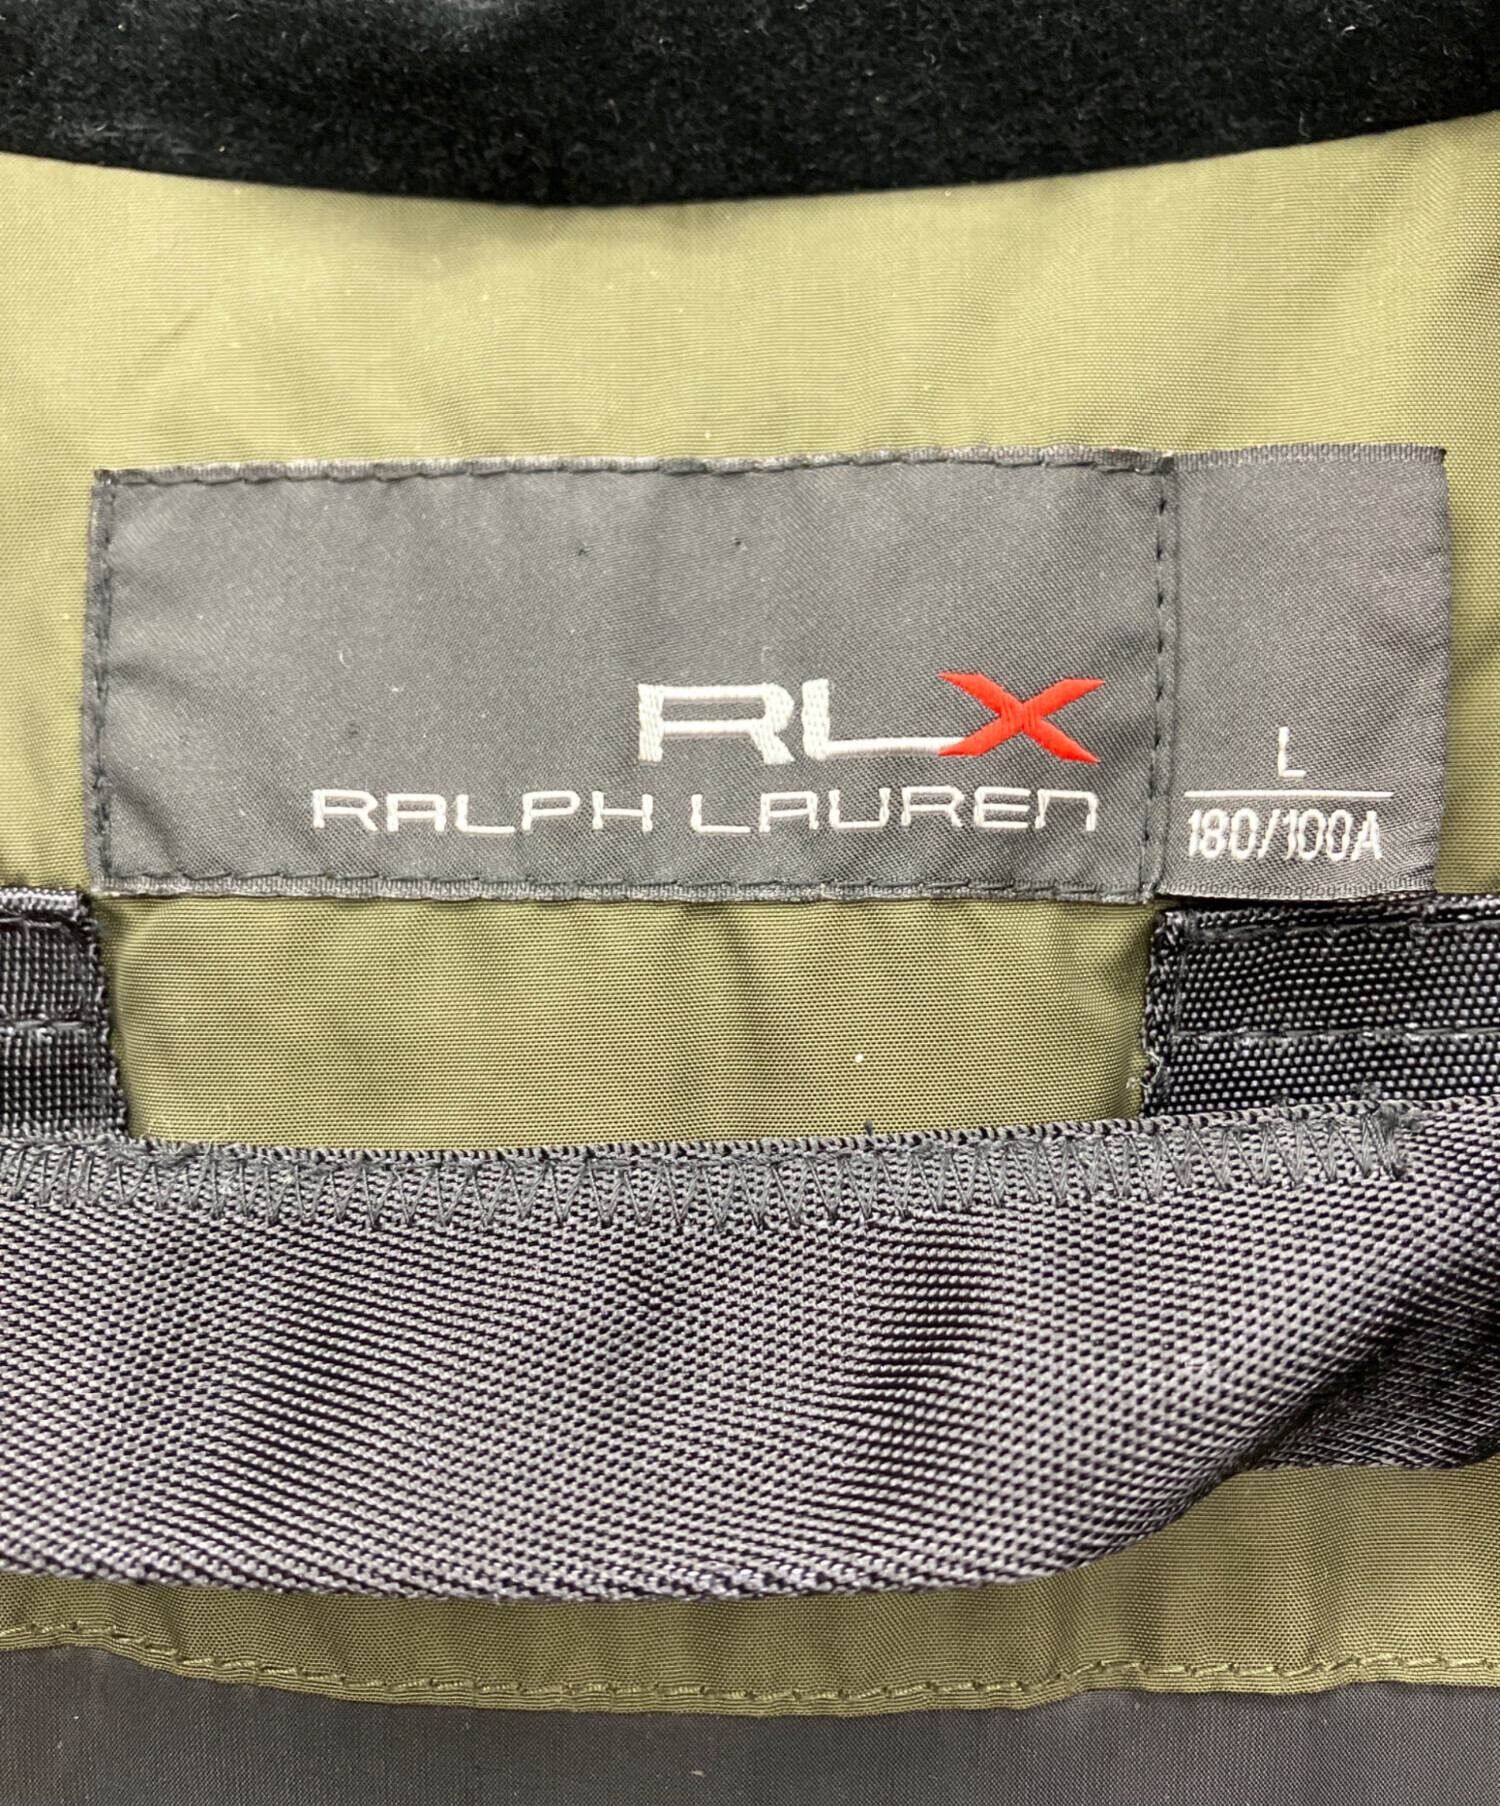 RLX
RALPH LAUREN
L
180/100A